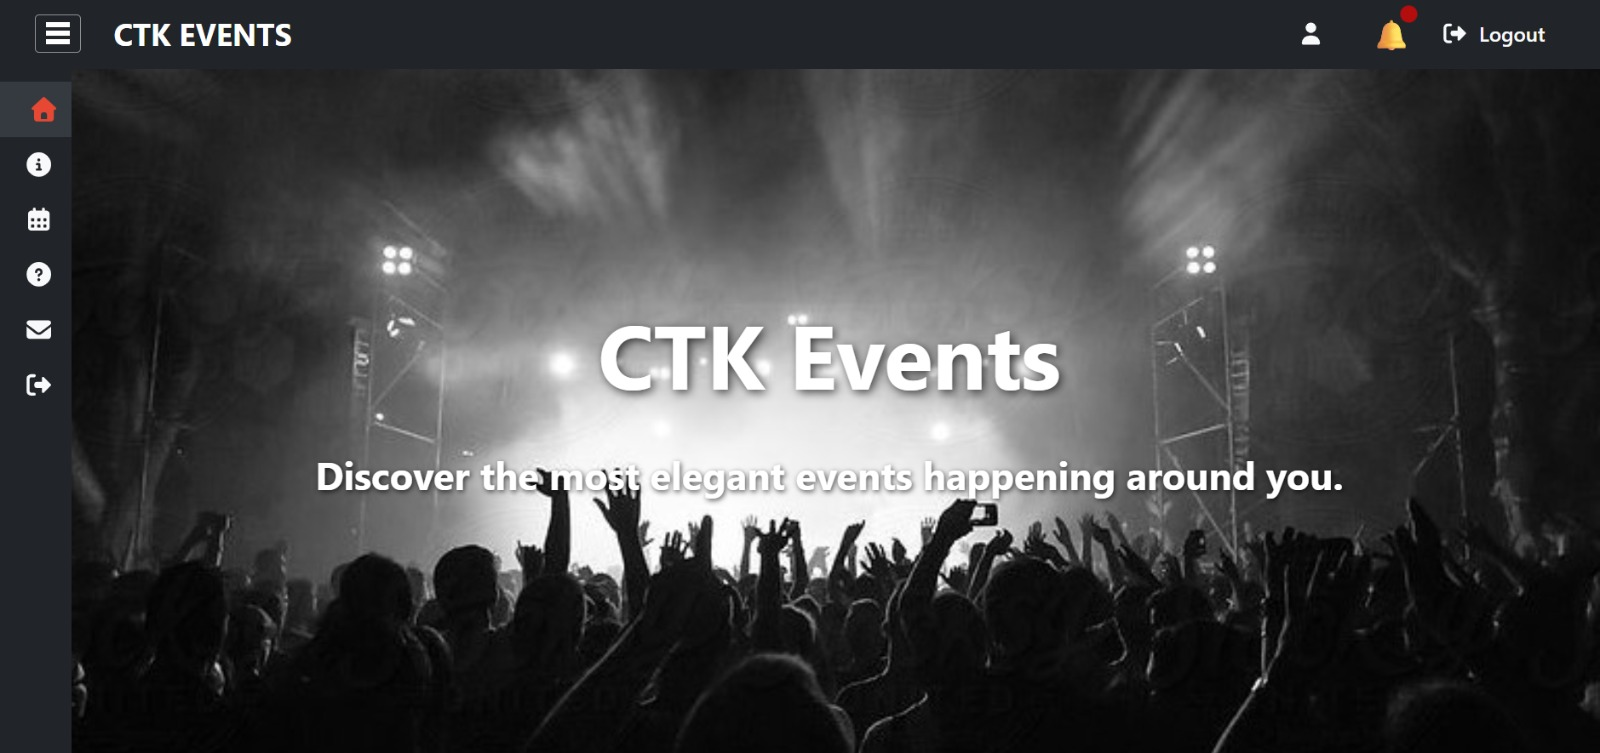 CTK EVENTS
Logout
CTK Events
Discover the most elegant events happening around you.